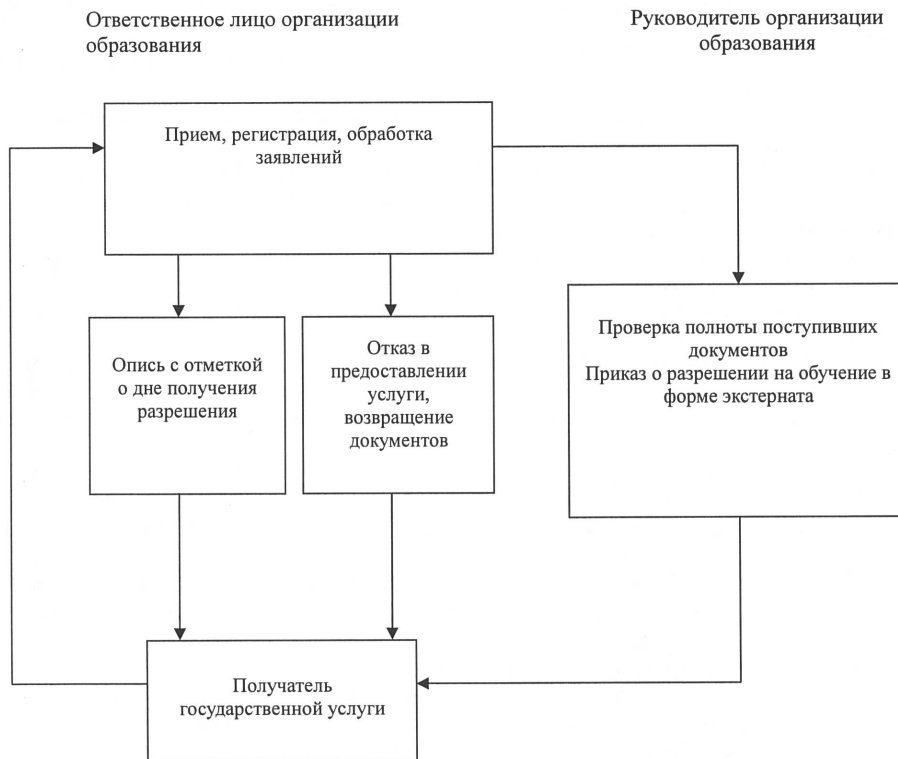 Ответственное лицо организации
образования
Руководитель организации
образования
Прием, регистрация, обработка
заявлений
Опись с отметкой
о дне получения
разрешения
Отказ в
предоставлении
услуги,
возвращение
документов
Проверка полноты поступивших
документов
Приказ о разрешении на обучение в
форме экстерната
Получатель
государственной услуги